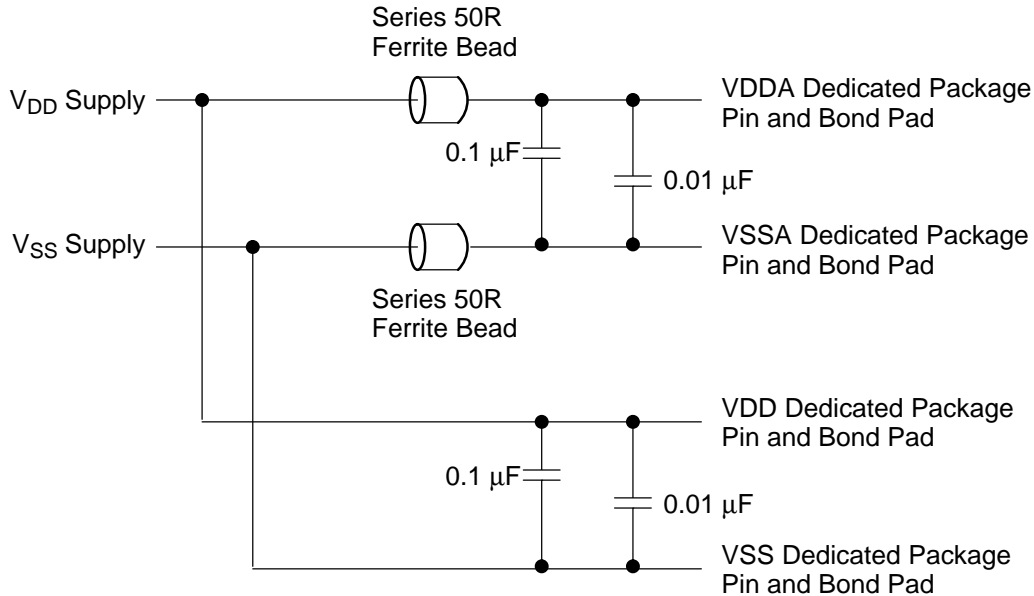 Series 50R
Ferrite Bead
VDD Supply
VDDA Dedicated Package
Pin and Bond Pad
0.1 μF
0.01 μF
VSS Supply
VSSA Dedicated Package
Pin and Bond Pad
Series 50R
Ferrite Bead
VDD Dedicated Package
Pin and Bond Pad
0.1 μF
0.01 μF
VSS Dedicated Package
Pin and Bond Pad